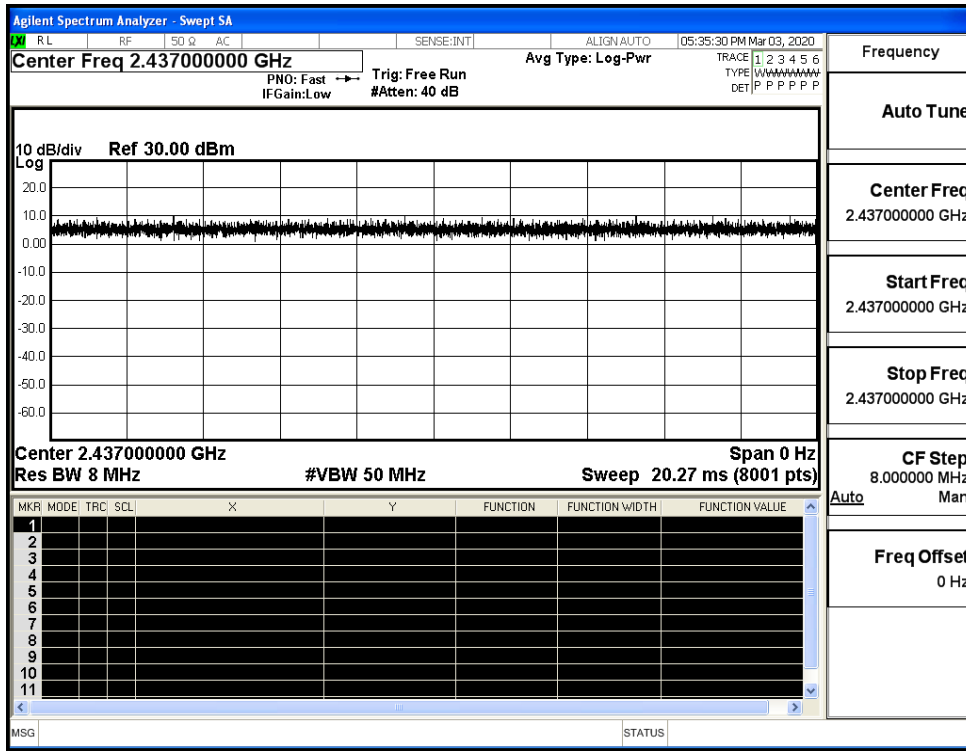 Agilent Spectrum Analyzer - Swept SA
LXI RL RF 50 Ω AC SENSE:INT ALIGN AUTO 05:35:30 PM Mar 03, 2020
Center Freq 2.437000000 GHz
PNO: Fast
IFGain:Low
Trig: Free Run
#Atten: 40 dB
Avg Type: Log-Pwr
TRACE 1 2 3 4 5 6
TYPE
DET P P P P P P
10 dB/div
Log
Ref 30.00 dBm
20.0
10.0
0.00
-10.0
-20.0
-30.0
-40.0
-50.0
-60.0
Center 2.437000000 GHz
Span 0 Hz
Res BW 8 MHz
#VBW 50 MHz
Sweep 20.27 ms (8001 pts)
MKR MODE TRC SCL X Y FUNCTION FUNCTION WIDTH FUNCTION VALUE
1
2
3
4
5
6
7
8
9
10
11
MSG
STATUS
Frequency
Auto Tune
Center Freq
2.437000000 GHz
Start Freq
2.437000000 GHz
Stop Freq
2.437000000 GHz
CF Step
8.000000 MHz
Auto Man
Freq Offset
0 Hz